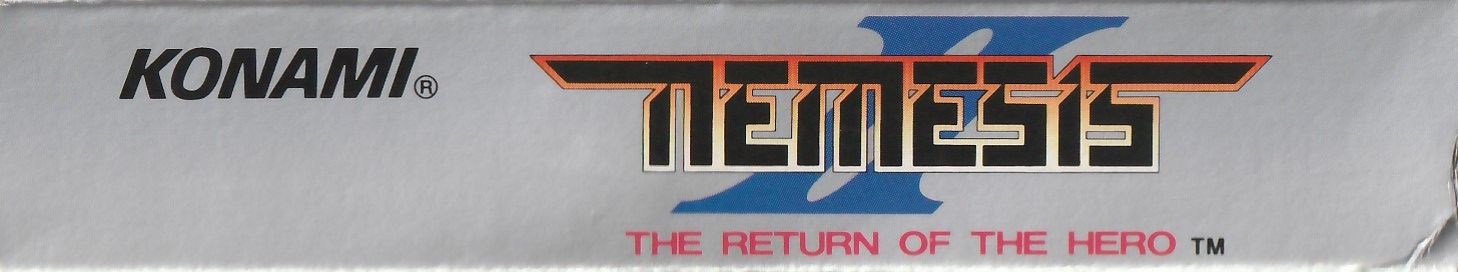 KONAMI®
NEMESIS II
THE RETURN OF THE HERO TM